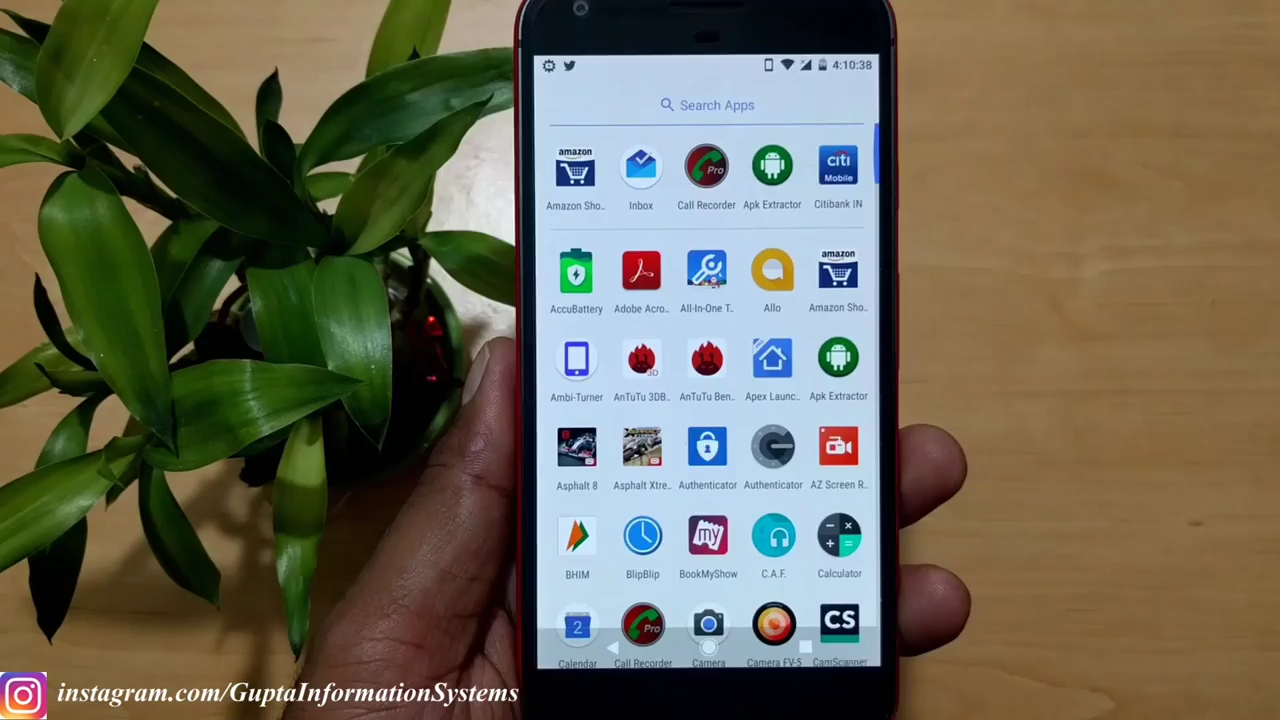 4:10:38
Search Apps
amazon
citi
Mobile
Pro
Amazon Sho..
Inbox
Call Recorder
Apk Extractor
Citibank IN
amazon
AccuBattery
Adobe Acro..
All-In-One T..
Allo
Amazon Sho..
3D
Ambi-Turner
AnTuTu 3DB..
AnTuTu Ben..
Apex Launc..
Apk Extractor
Asphalt 8
Asphalt Xtre..
Authenticator
Authenticator
AZ Screen R..
my
BHIM
BlipBlip
BookMyShow
C.A.F.
Calculator
2
Pro
CS
Calendar
Call Recorder
Camera
Camera FV-5
CamScanner
instagram.com/GuptaInformationSystems